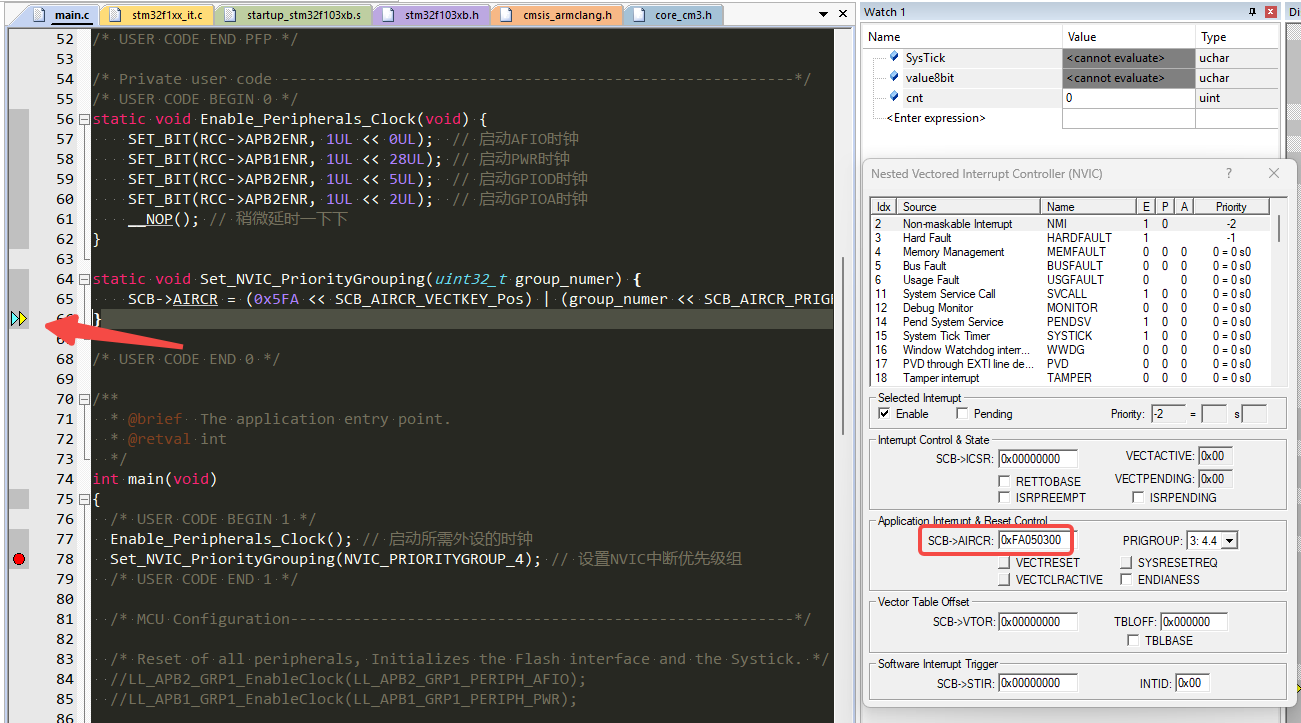 main.c
stm32f1xx_it.c
startup_stm32f103xb.s
stm32f103xb.h
cmsis_armclang.h
core_cm3.h
52 /* USER CODE END PFP */
53
54 /* Private user code ---------------------------------------------------------*/
55 /* USER CODE BEGIN 0 */
56 static void Enable_Peripherals_Clock(void) {
57 SET_BIT(RCC->APB2ENR, 1UL << 0UL); // 启动AFIO时钟
58 SET_BIT(RCC->APB1ENR, 1UL << 28UL); // 启动PWR时钟
59 SET_BIT(RCC->APB2ENR, 1UL << 5UL); // 启动GPIOD时钟
60 SET_BIT(RCC->APB2ENR, 1UL << 2UL); // 启动GPIOA时钟
61 __NOP(); // 稍微延时一下下
62 }
63
64 static void Set_NVIC_PriorityGrouping(uint32_t group_numer) {
65 SCB->AIRCR = (0x5FA << SCB_AIRCR_VECTKEY_Pos) | (group_numer << SCB_AIRCR_PRIG
}
68 /* USER CODE END 0 */
69
70 /**
71 * @brief The application entry point.
72 * @retval int
73 */
74 int main(void)
75 {
76 /* USER CODE BEGIN 1 */
77 Enable_Peripherals_Clock(); // 启动所需外设的时钟
78 Set_NVIC_PriorityGrouping(NVIC_PRIORITYGROUP_4); // 设置NVIC中断优先级组
79 /* USER CODE END 1 */
80
81 /* MCU Configuration--------------------------------------------------------*/
82
83 /* Reset of all peripherals, Initializes the Flash interface and the Systick. */
84 //LL_APB2_GRP1_EnableClock(LL_APB2_GRP1_PERIPH_AFIO);
85 //LL_APB1_GRP1_EnableClock(LL_APB1_GRP1_PERIPH_PWR);
86
Watch 1
Di
Name Value Type
SysTick <cannot evaluate> uchar
value8bit <cannot evaluate> uchar
cnt 0 uint
<Enter expression>
Nested Vectored Interrupt Controller (NVIC) ?
Idx Source Name E P A Priority
2 Non-maskable Interrupt NMI 1 0 -2
3 Hard Fault HARDFAULT 1 -1
4 Memory Management MEMFAULT 0 0 0 0 = 0 s0
5 Bus Fault BUSFAULT 0 0 0 0 = 0 s0
6 Usage Fault USGFAULT 0 0 0 0 = 0 s0
11 System Service Call SVCALL 1 0 0 0 = 0 s0
12 Debug Monitor MONITOR 0 0 0 0 = 0 s0
14 Pend System Service PENDSV 1 0 0 0 = 0 s0
15 System Tick Timer SYSTICK 1 0 0 0 = 0 s0
16 Window Watchdog interr... WWDG 0 0 0 0 = 0 s0
17 PVD through EXTI line de... PVD 0 0 0 0 = 0 s0
18 Tamper interrupt TAMPER 0 0 0 0 = 0 s0
Selected Interrupt
Enable Pending Priority: -2 = s
Interrupt Control & State
SCB->ICSR: 0x00000000 VECTACTIVE: 0x00
RETTOBASE VECTPENDING: 0x00
ISRPREEMPT ISRPENDING
Application Interrupt & Reset Control
SCB->AIRCR: 0xFA050300 PRIGROUP: 3: 4.4
VECTRESET SYSRESETREQ
VECTCLRACTIVE ENDIANESS
Vector Table Offset
SCB->VTOR: 0x00000000 TBLOFF: 0x000000
TBLBASE
Software Interrupt Trigger
SCB->STIR: 0x00000000 INTID: 0x00